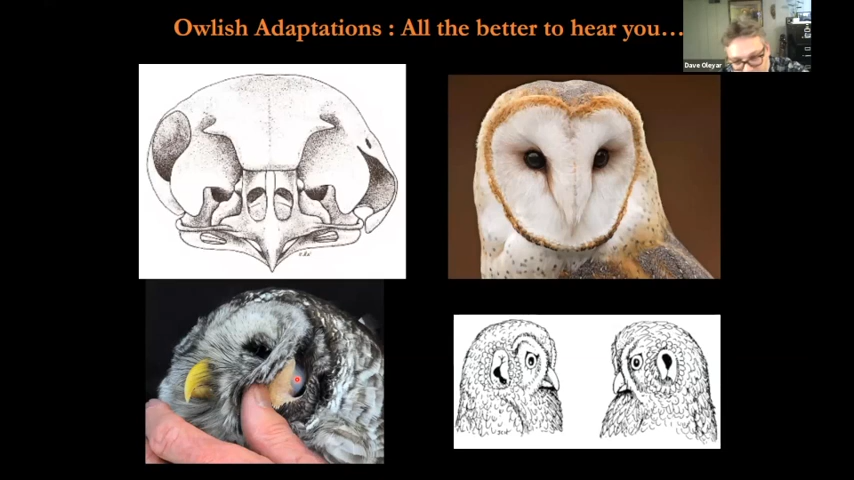 Owlish Adaptations : All the better to hear you…
Dave Oleyar